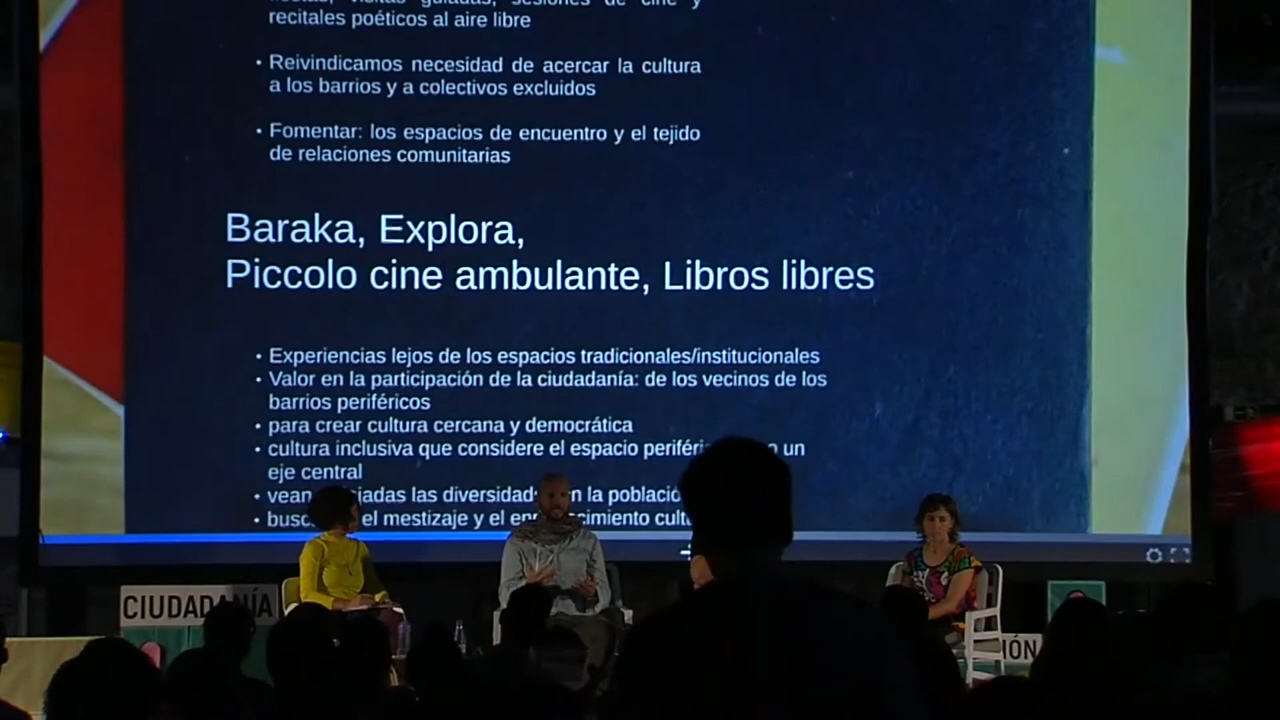 recitales poéticos al aire libre
• Reivindicamos necesidad de acercar la cultura
a los barrios y a colectivos excluidos
• Fomentar: los espacios de encuentro y el tejido
de relaciones comunitarias
Baraka, Explora,
Piccolo cine ambulante, Libros libres
• Experiencias lejos de los espacios tradicionales/institucionales
• Valor en la participación de la ciudadanía: de los vecinos de los
barrios periféricos
• para crear cultura cercana y democrática
• cultura inclusiva que considere el espacio un
eje central
• las la
• el mestizaje y el
CIUDADANÍA